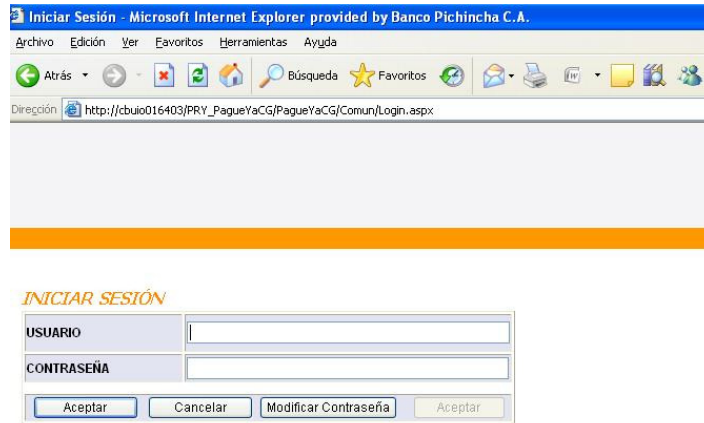 Iniciar Sesión - Microsoft Internet Explorer provided by Banco Pichincha C.A.
Archivo Edición Ver Favoritos Herramientas Ayuda
Atrás Búsqueda Favoritos
Dirección http://cbuio016403/PRY_PagueYaCG/PagueYaCG/Comun/Login.aspx
INICIAR SESIÓN
USUARIO
CONTRASEÑA
Aceptar Cancelar Modificar Contraseña Aceptar